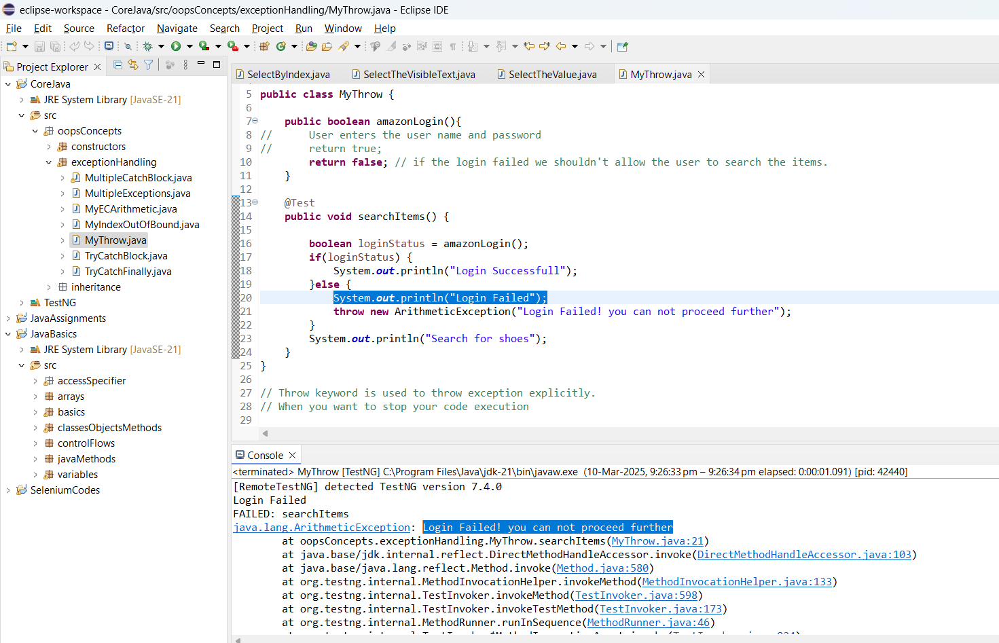 eclipse-workspace - CoreJava/src/oopsConcepts/exceptionHandling/MyThrow.java - Eclipse IDE
File Edit Source Refactor Navigate Search Project Run Window Help
Project Explorer
CoreJava
JRE System Library [JavaSE-21]
src
oopsConcepts
constructors
exceptionHandling
MultipleCatchBlock.java
MultipleExceptions.java
MyECArithmetic.java
MyIndexOutOfBound.java
MyThrow.java
TryCatchBlock.java
TryCatchFinally.java
inheritance
TestNG
JavaAssignments
JavaBasics
JRE System Library [JavaSE-21]
src
accessSpecifier
arrays
basics
classesObjectsMethods
controlFlows
javaMethods
variables
SeleniumCodes
SelectByIndex.java SelectTheVisibleText.java SelectTheValue.java MyThrow.java
5 public class MyThrow {
6
7 public boolean amazonLogin(){
8 // User enters the user name and password
9 // return true;
10 return false; // if the login failed we shouldn't allow the user to search the items.
11 }
12
13 @Test
14 public void searchItems() {
15
16 boolean loginStatus = amazonLogin();
17 if(loginStatus) {
18 System.out.println("Login Successfull");
19 }else {
20 System.out.println("Login Failed");
21 throw new ArithmeticException("Login Failed! you can not proceed further");
22 }
23 System.out.println("Search for shoes");
24 }
25 }
26
27 // Throw keyword is used to throw exception explicitly.
28 // When you want to stop your code execution
29
Console
<terminated> MyThrow [TestNG] C:\Program Files\Java\jdk-21\bin\javaw.exe (10-Mar-2025, 9:26:33 pm – 9:26:34 pm elapsed: 0:00:01.091) [pid: 42440]
[RemoteTestNG] detected TestNG version 7.4.0
Login Failed
FAILED: searchItems
java.lang.ArithmeticException: Login Failed! you can not proceed further
at oopsConcepts.exceptionHandling.MyThrow.searchItems(MyThrow.java:21)
at java.base/jdk.internal.reflect.DirectMethodHandleAccessor.invoke(DirectMethodHandleAccessor.java:103)
at java.base/java.lang.reflect.Method.invoke(Method.java:580)
at org.testng.internal.MethodInvocationHelper.invokeMethod(MethodInvocationHelper.java:133)
at org.testng.internal.TestInvoker.invokeMethod(TestInvoker.java:598)
at org.testng.internal.TestInvoker.invokeTestMethod(TestInvoker.java:173)
at org.testng.internal.MethodRunner.runInSequence(MethodRunner.java:46)